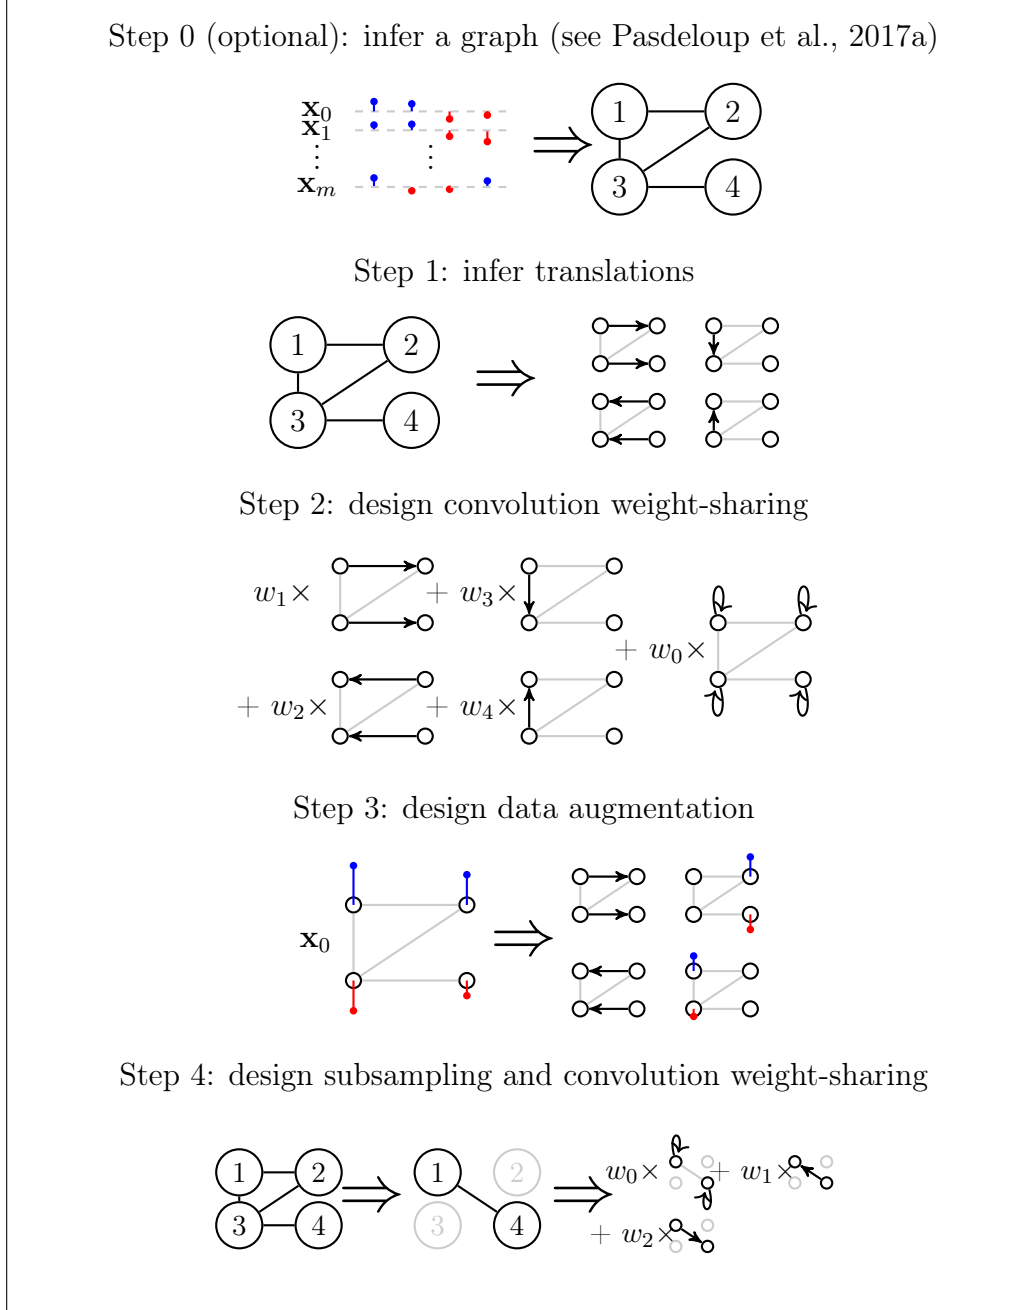 Step 0 (optional): infer a graph (see Pasdeloup et al., 2017a)
x0
x1
⋮ ⋮
xm
⇒
1 2
3 4
Step 1: infer translations
1 2
3 4
⇒
Step 2: design convolution weight-sharing
w1× + w3×
+ w0×
+ w2× + w4×
Step 3: design data augmentation
x0 ⇒
Step 4: design subsampling and convolution weight-sharing
1 2 ⇒ 1 2 ⇒ w0× + w1×
3 4 3 4 + w2×